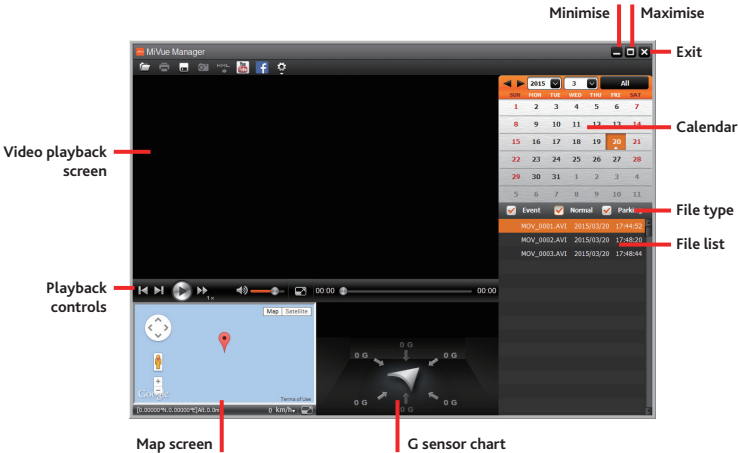 Minimise
Maximise
MiVue Manager
Exit
2015 3 All
SUN MON TUE WED THU FRI SAT
1 2 3 4 5 6 7
8 9 10 11 12 13 14
Calendar
15 16 17 18 19 20 21
Video playback
screen
22 23 24 25 26 27 28
29 30 31 1 2 3 4
5 6 7 8 9 10 11
Event Normal Parking
File type
MOV_0001.AVI 2015/03/20 17:44:52
MOV_0002.AVI 2015/03/20 17:48:20
File list
MOV_0003.AVI 2015/03/20 17:48:44
Playback
controls
1x
00:00
00:00
Map Satellite
0 G
0 G
0 G
Google
Terms of Use
0 G
0 G
0 G
0 km/h
Map screen
G sensor chart